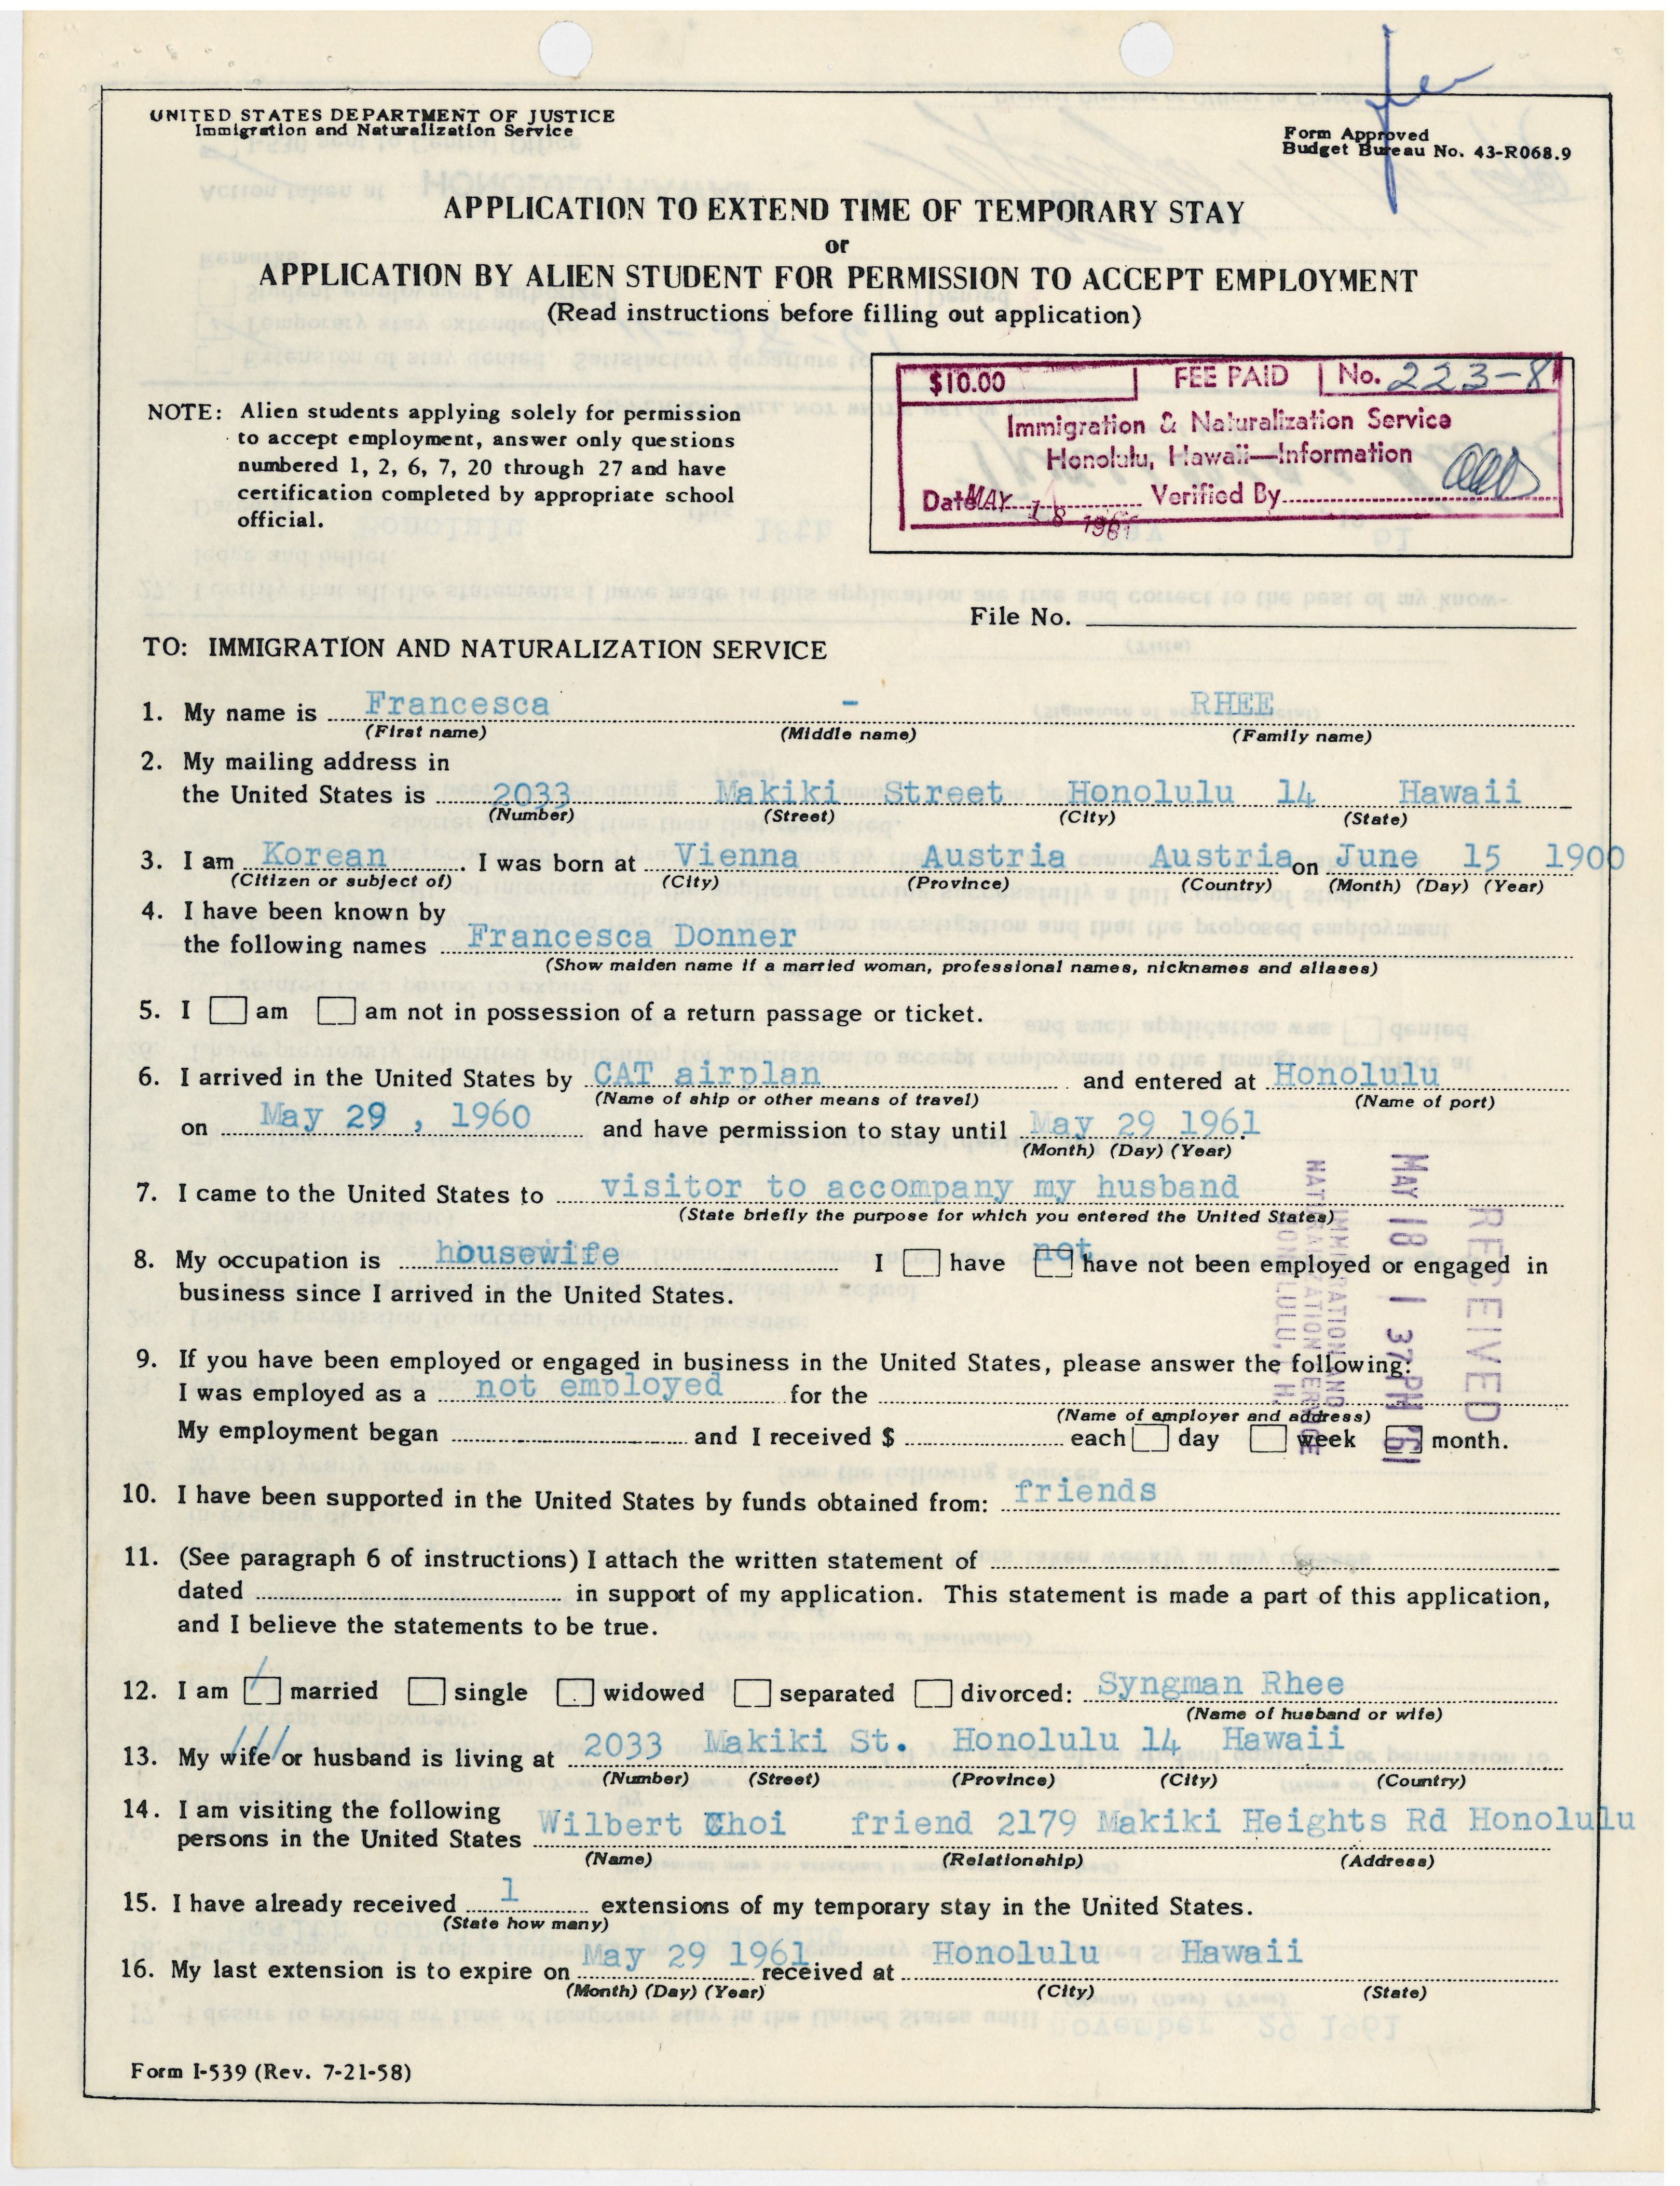 UNITED STATES DEPARTMENT OF JUSTICE
Immigration and Naturalization Service
Form Approved
Budget Bureau No. 43-R068.9
APPLICATION TO EXTEND TIME OF TEMPORARY STAY
or
APPLICATION BY ALIEN STUDENT FOR PERMISSION TO ACCEPT EMPLOYMENT
(Read instructions before filling out application)
NOTE: Alien students applying solely for permission
to accept employment, answer only questions
numbered 1, 2, 6, 7, 20 through 27 and have
certification completed by appropriate school
official.
$10.00 FEE PAID No. 223-8
Immigration & Naturalization Service
Honolulu, Hawaii—Information
Date MAY 18 1961 Verified By
File No.
TO: IMMIGRATION AND NATURALIZATION SERVICE
1. My name is Francesca - RHEE
(First name) (Middle name) (Family name)
2. My mailing address in
the United States is 2033 Makiki Street Honolulu 14 Hawaii
(Number) (Street) (City) (State)
3. I am Korean. I was born at Vienna Austria Austria on June 15 1900
(Citizen or subject of) (City) (Province) (Country) (Month) (Day) (Year)
4. I have been known by
the following names Francesca Donner
(Show maiden name if a married woman, professional names, nicknames and aliases)
5. I am am not in possession of a return passage or ticket.
6. I arrived in the United States by CAT airplan and entered at Honolulu
(Name of ship or other means of travel) (Name of port)
on May 29 , 1960 and have permission to stay until May 29 1961.
(Month) (Day) (Year)
7. I came to the United States to visitor to accompany my husband
(State briefly the purpose for which you entered the United States)
8. My occupation is housewife I have not have not been employed or engaged in
business since I arrived in the United States.
9. If you have been employed or engaged in business in the United States, please answer the following:
I was employed as a not employed for the
(Name of employer and address)
My employment began and I received $ each day week month.
RECEIVED
MAY 18 1 37 PM '61
IMMIGRATION AND
NATURALIZATION SERVICE
HONOLULU, H.
10. I have been supported in the United States by funds obtained from: friends
11. (See paragraph 6 of instructions) I attach the written statement of
dated in support of my application. This statement is made a part of this application,
and I believe the statements to be true.
12. I am married single widowed separated divorced: Syngman Rhee
(Name of husband or wife)
13. My wife or husband is living at 2033 Makiki St. Honolulu 14 Hawaii
(Number) (Street) (Province) (City) (Country)
14. I am visiting the following
persons in the United States Wilbert Choi friend 2179 Makiki Heights Rd Honolulu
(Name) (Relationship) (Address)
15. I have already received 1 extensions of my temporary stay in the United States.
(State how many)
16. My last extension is to expire on May 29 1961 received at Honolulu Hawaii
(Month) (Day) (Year) (City) (State)
Form I-539 (Rev. 7-21-58)